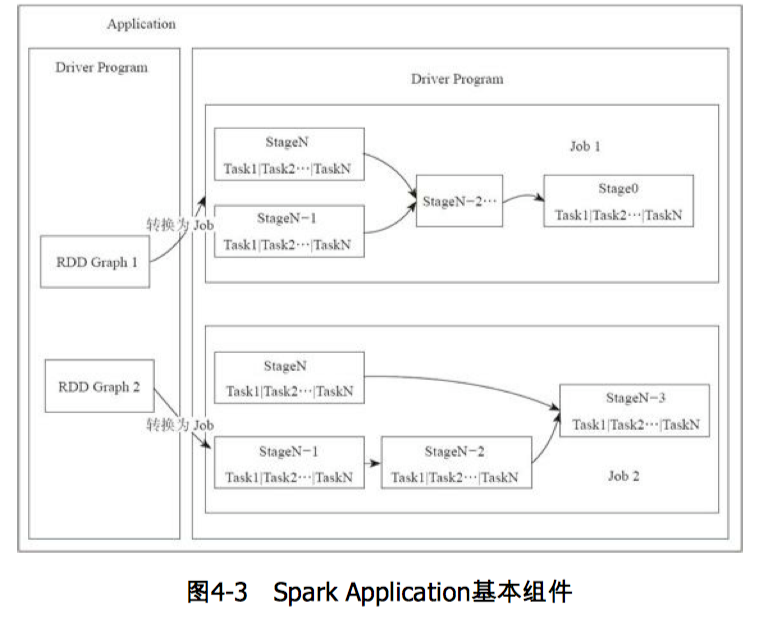 Application
Driver Program
RDD Graph 1
转换为 Job
RDD Graph 2
转换为 Job
Driver Program
StageN
Task1|Task2…|TaskN
StageN-1
Task1|Task2…|TaskN
StageN-2…
Job 1
Stage0
Task1|Task2…|TaskN
StageN
Task1|Task2…|TaskN
StageN-1
Task1|Task2…|TaskN
StageN-2
Task1|Task2…|TaskN
StageN-3
Task1|Task2…|TaskN
Job 2
图4-3 Spark Application基本组件